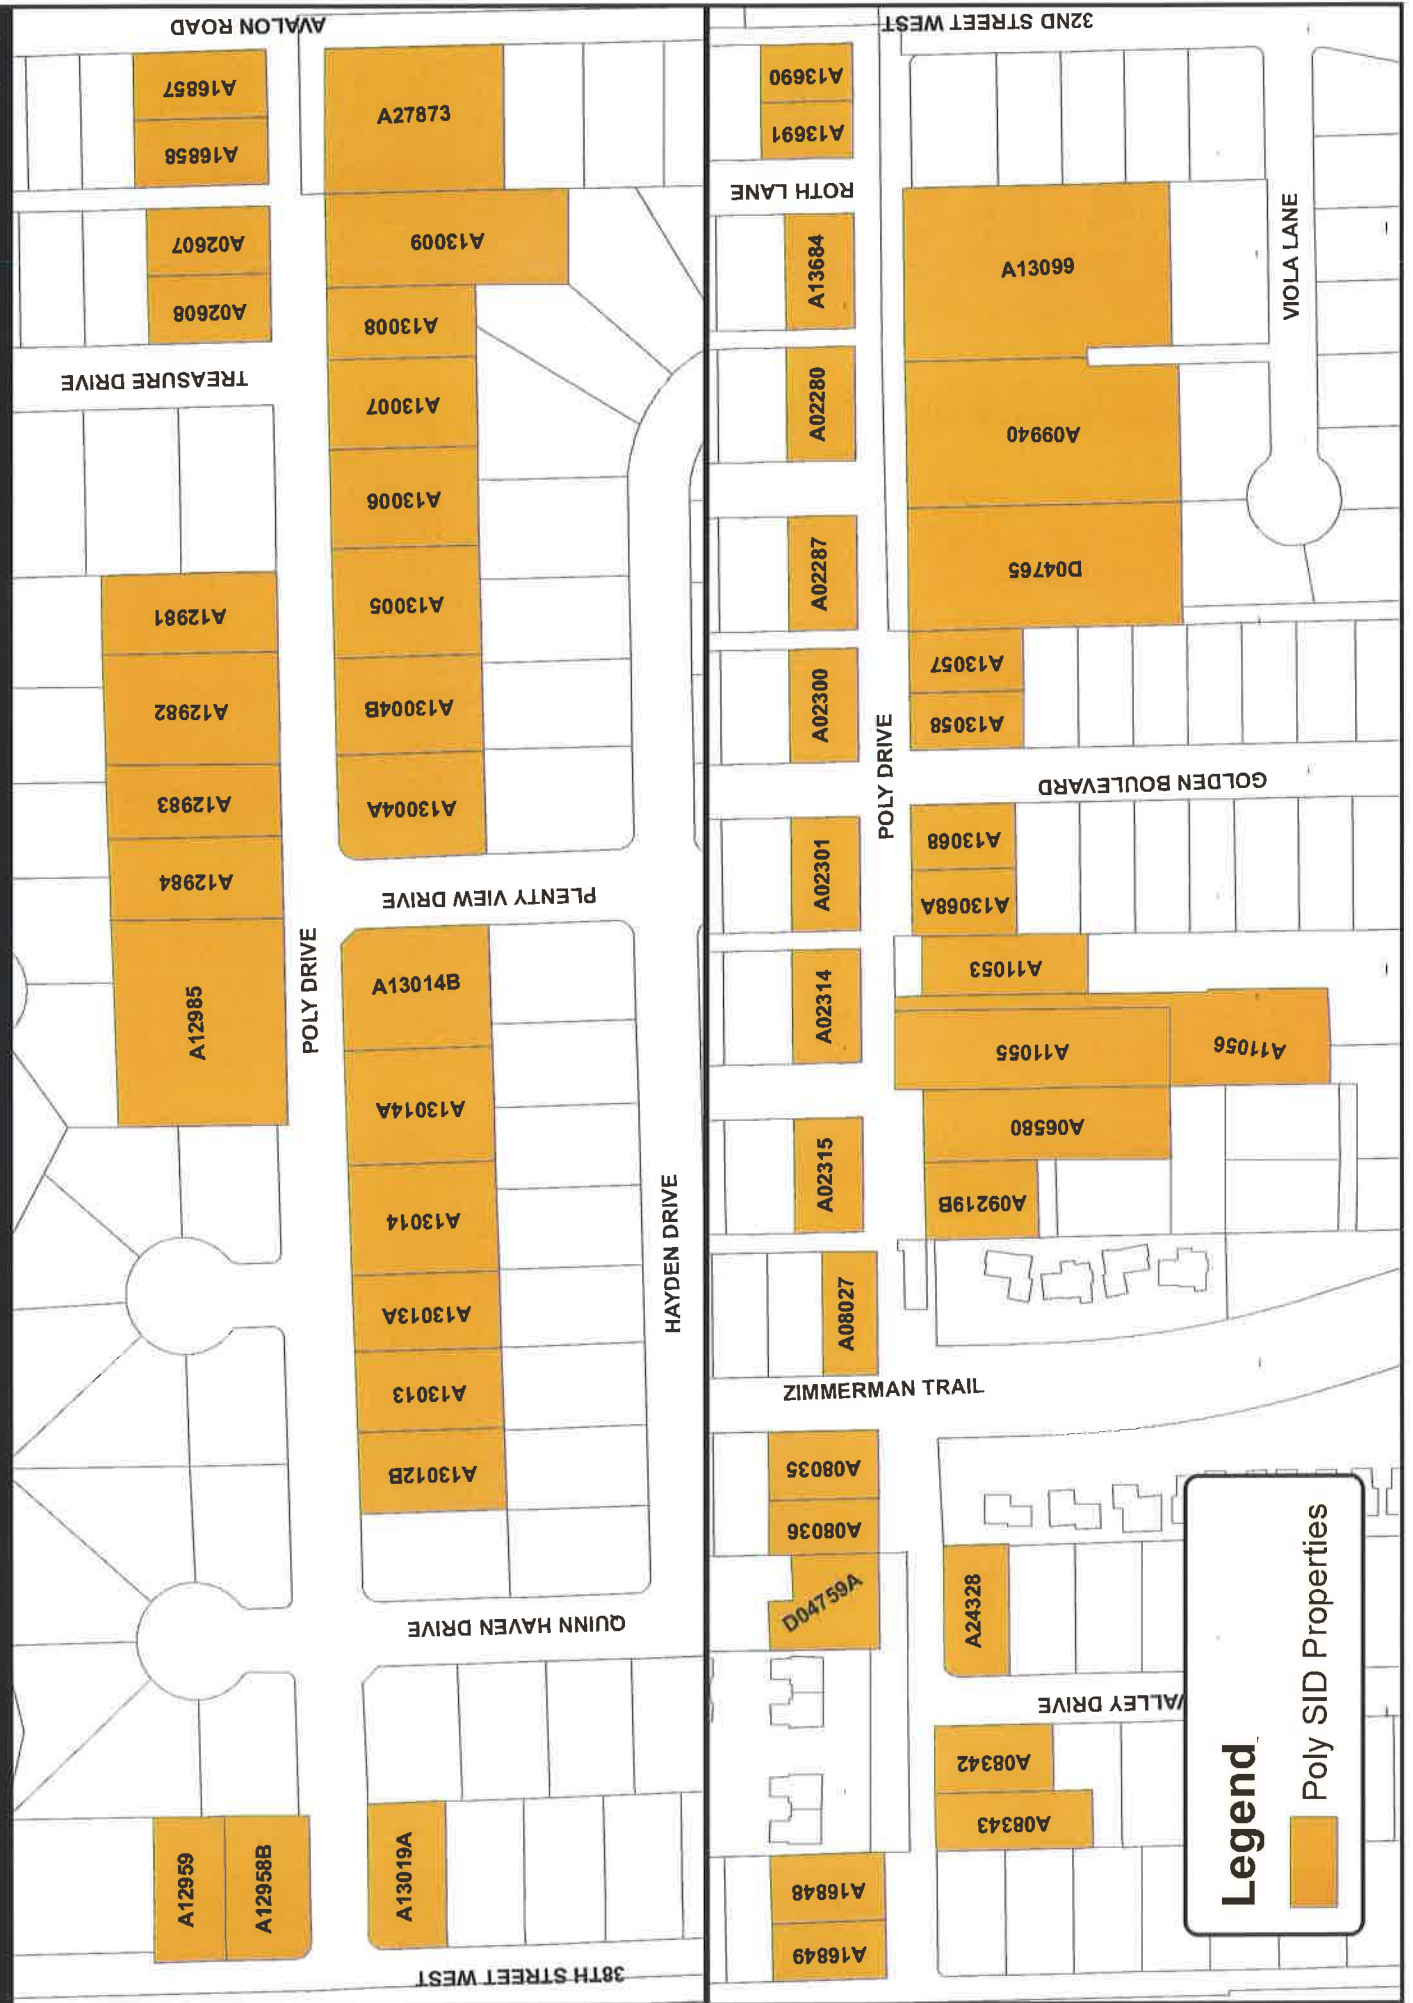 AVALON ROAD
A16857
A16858
A27873
A02607
A02608
A13009
A13008
TREASURE DRIVE
A13007
A13006
A12981
A13005
A12982
A13004B
A12983
A13004A
A12984
PLENTY VIEW DRIVE
A12985
POLY DRIVE
A13014B
A13014A
A13014
HAYDEN DRIVE
A13013A
A13013
A13012B
QUINN HAVEN DRIVE
A12959
A12958B
A13019A
38TH STREET WEST
32ND STREET WEST
A13690
A13691
ROTH LANE
A13684
A13099
VIOLA LANE
A02280
A09940
A02287
D04765
A02300
A13057
A13058
POLY DRIVE
GOLDEN BOULEVARD
A02301
A13068
A13068A
A11053
A02314
A11055
A11056
A06580
A02315
A09219B
A08027
ZIMMERMAN TRAIL
A08035
A08036
D04759A
A24328
VALLEY DRIVE
A08342
A08343
A16848
A16849
Legend
Poly SID Properties